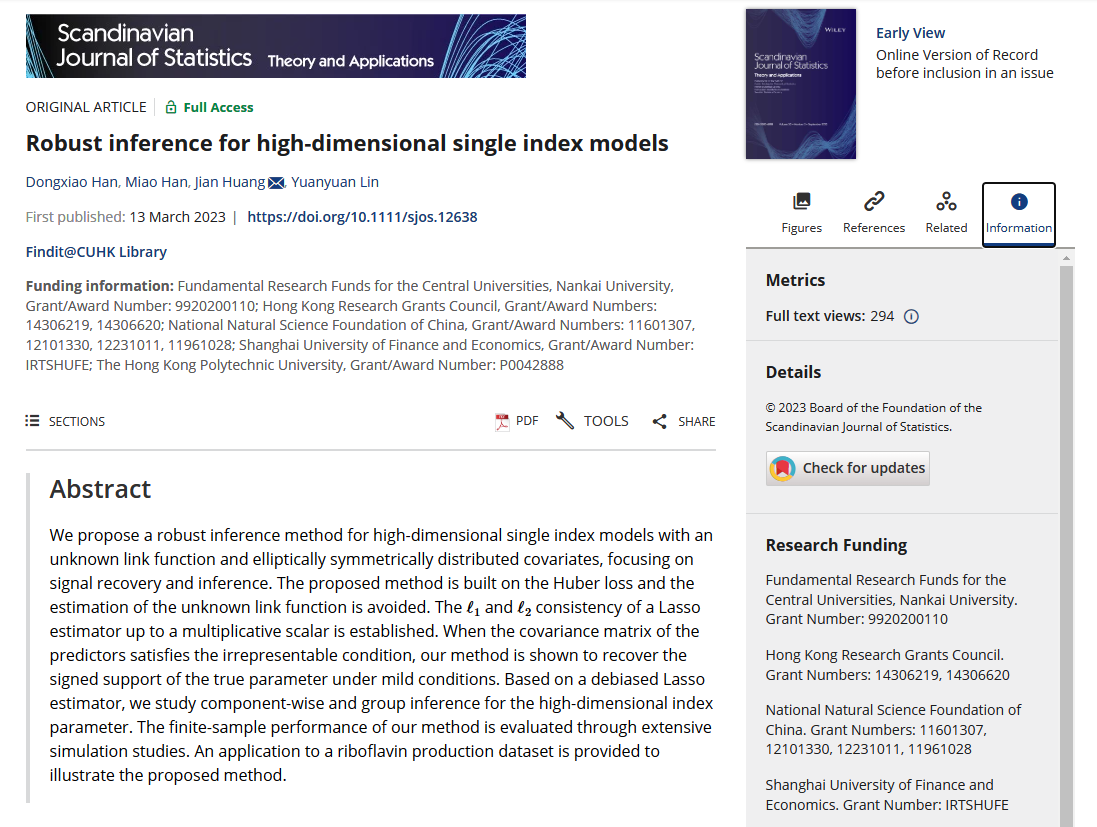 Scandinavian
Journal of Statistics Theory and Applications
ORIGINAL ARTICLE Full Access
Robust inference for high-dimensional single index models
Dongxiao Han, Miao Han, Jian Huang, Yuanyuan Lin
First published: 13 March 2023 | https://doi.org/10.1111/sjos.12638
Findit@CUHK Library
Funding information: Fundamental Research Funds for the Central Universities, Nankai University,
Grant/Award Number: 9920200110; Hong Kong Research Grants Council, Grant/Award Numbers:
14306219, 14306620; National Natural Science Foundation of China, Grant/Award Numbers: 11601307,
12101330, 12231011, 11961028; Shanghai University of Finance and Economics, Grant/Award Number:
IRTSHUFE; The Hong Kong Polytechnic University, Grant/Award Number: P0042888
SECTIONS PDF TOOLS SHARE
Abstract
We propose a robust inference method for high-dimensional single index models with an
unknown link function and elliptically symmetrically distributed covariates, focusing on
signal recovery and inference. The proposed method is built on the Huber loss and the
estimation of the unknown link function is avoided. The ℓ1 and ℓ2 consistency of a Lasso
estimator up to a multiplicative scalar is established. When the covariance matrix of the
predictors satisfies the irrepresentable condition, our method is shown to recover the
signed support of the true parameter under mild conditions. Based on a debiased Lasso
estimator, we study component-wise and group inference for the high-dimensional index
parameter. The finite-sample performance of our method is evaluated through extensive
simulation studies. An application to a riboflavin production dataset is provided to
illustrate the proposed method.
WILEY
Scandinavian
Journal of Statistics
Theory and Applications
Early View
Online Version of Record
before inclusion in an issue
Figures References Related Information
Metrics
Full text views: 294
Details
© 2023 Board of the Foundation of the
Scandinavian Journal of Statistics.
Check for updates
Research Funding
Fundamental Research Funds for the
Central Universities, Nankai University.
Grant Number: 9920200110
Hong Kong Research Grants Council.
Grant Numbers: 14306219, 14306620
National Natural Science Foundation of
China. Grant Numbers: 11601307,
12101330, 12231011, 11961028
Shanghai University of Finance and
Economics. Grant Number: IRTSHUFE